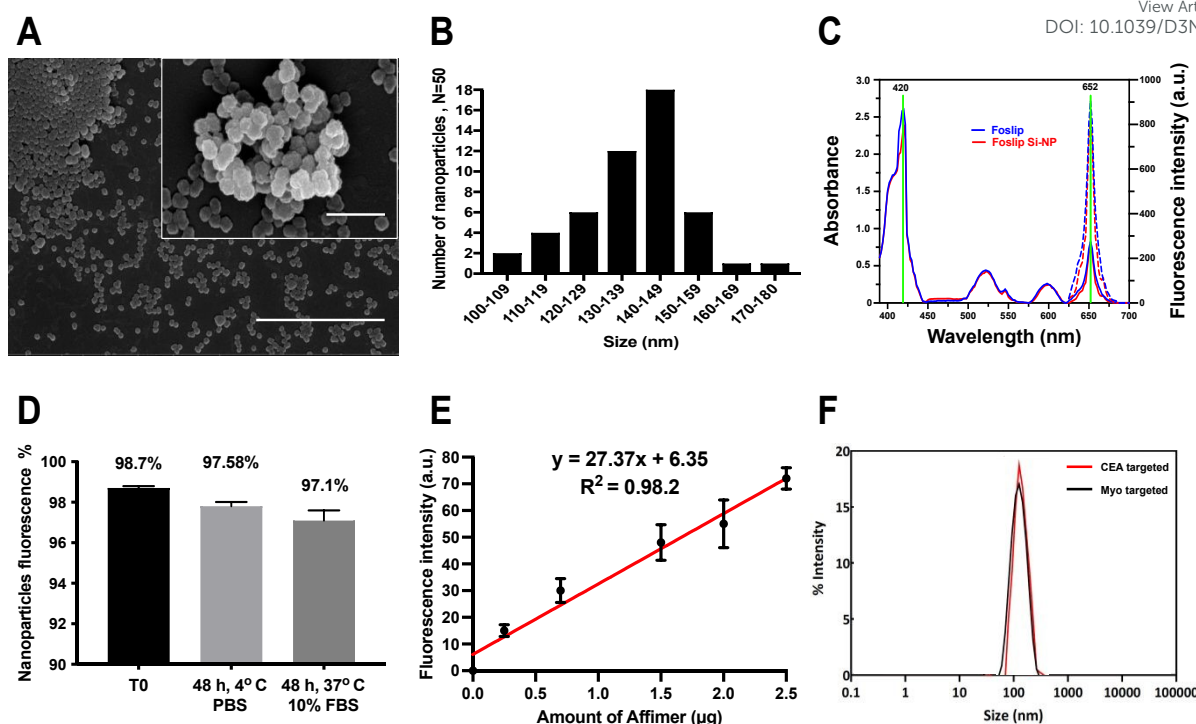 View Art
DOI: 10.1039/D3N
A
B
Number of nanoparticles , N=50
18
16
14
12
10
8
6
4
2
0
100-109
110-119
120-129
130-139
140-149
150-159
160-169
170-180
Size (nm)
C
Absorbance
3.0
2.5
2.0
1.5
1.0
0.5
0
420
652
Foslip
Foslip Si-NP
1000
800
600
400
200
0
Fluorescence intensity (a.u.)
400 450 500 550 600 650 700
Wavelength (nm)
D
Nanoparticles fluorescence %
100
98
96
94
92
90
98.7%
97.58%
97.1%
T0
48 h, 4° C
PBS
48 h, 37° C
10% FBS
E
Fluorescence intensity (a.u.)
80
70
60
50
40
30
20
10
0
y = 27.37x + 6.35
R² = 0.98.2
0.0 0.5 1.0 1.5 2.0 2.5
Amount of Affimer (µg)
F
% Intensity
20
15
10
5
0
CEA targeted
Myo targeted
0.1 1 10 100 1000 10000 100000
Size (nm)